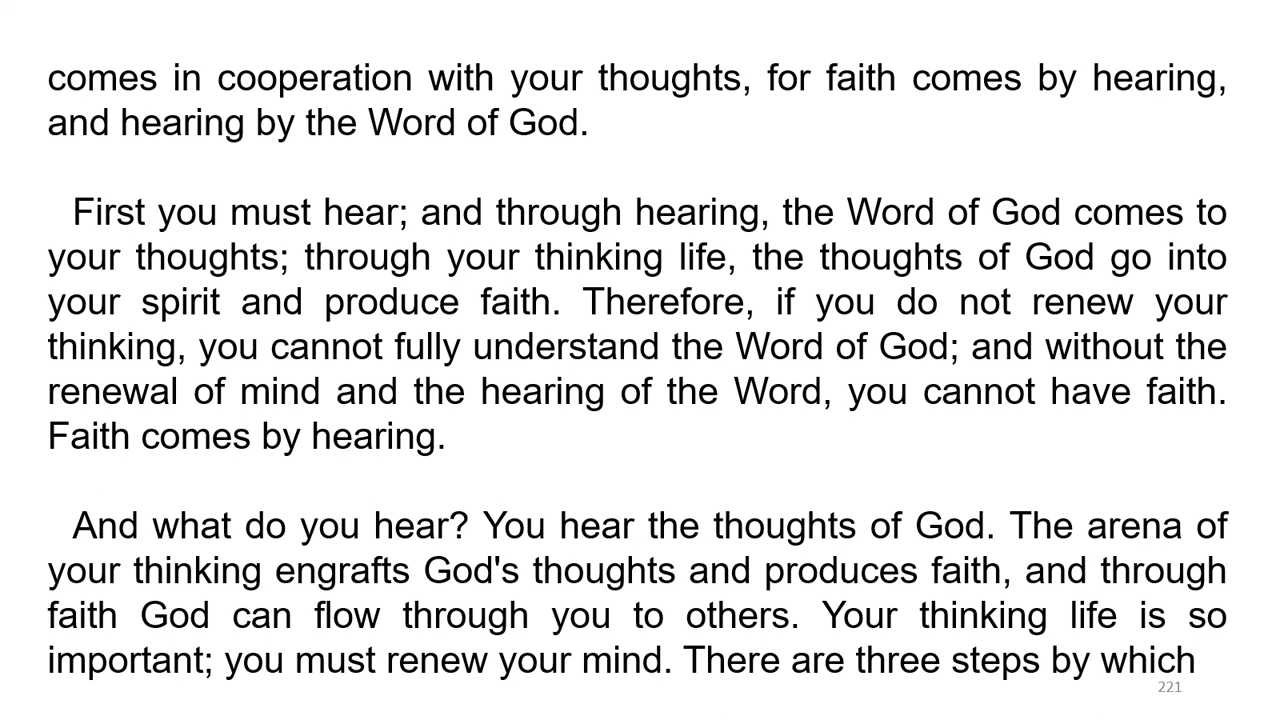 comes in cooperation with your thoughts, for faith comes by hearing,
and hearing by the Word of God.
First you must hear; and through hearing, the Word of God comes to
your thoughts; through your thinking life, the thoughts of God go into
your spirit and produce faith. Therefore, if you do not renew your
thinking, you cannot fully understand the Word of God; and without the
renewal of mind and the hearing of the Word, you cannot have faith.
Faith comes by hearing.
And what do you hear? You hear the thoughts of God. The arena of
your thinking engrafts God's thoughts and produces faith, and through
faith God can flow through you to others. Your thinking life is so
important; you must renew your mind. There are three steps by which
221